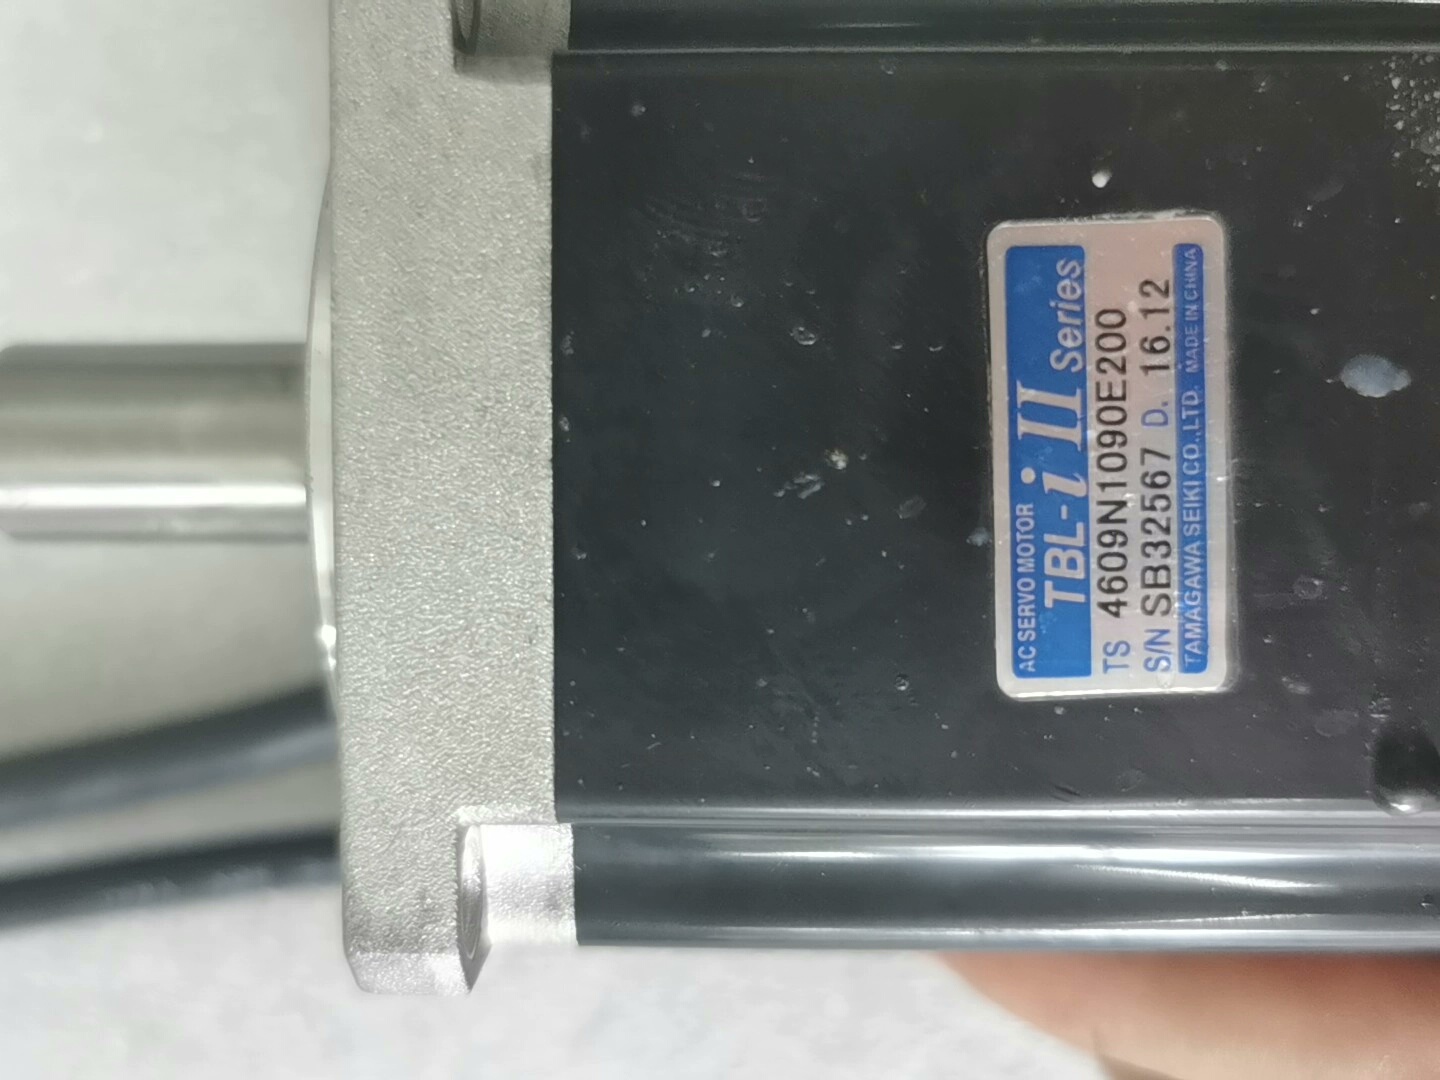 AC SERVO MOTOR
TBL-i II Series
TS 4609N1090E200
S/N SB32567 D. 16.12
TAMAGAWA SEIKI CO.,LTD. MADE IN CHINA